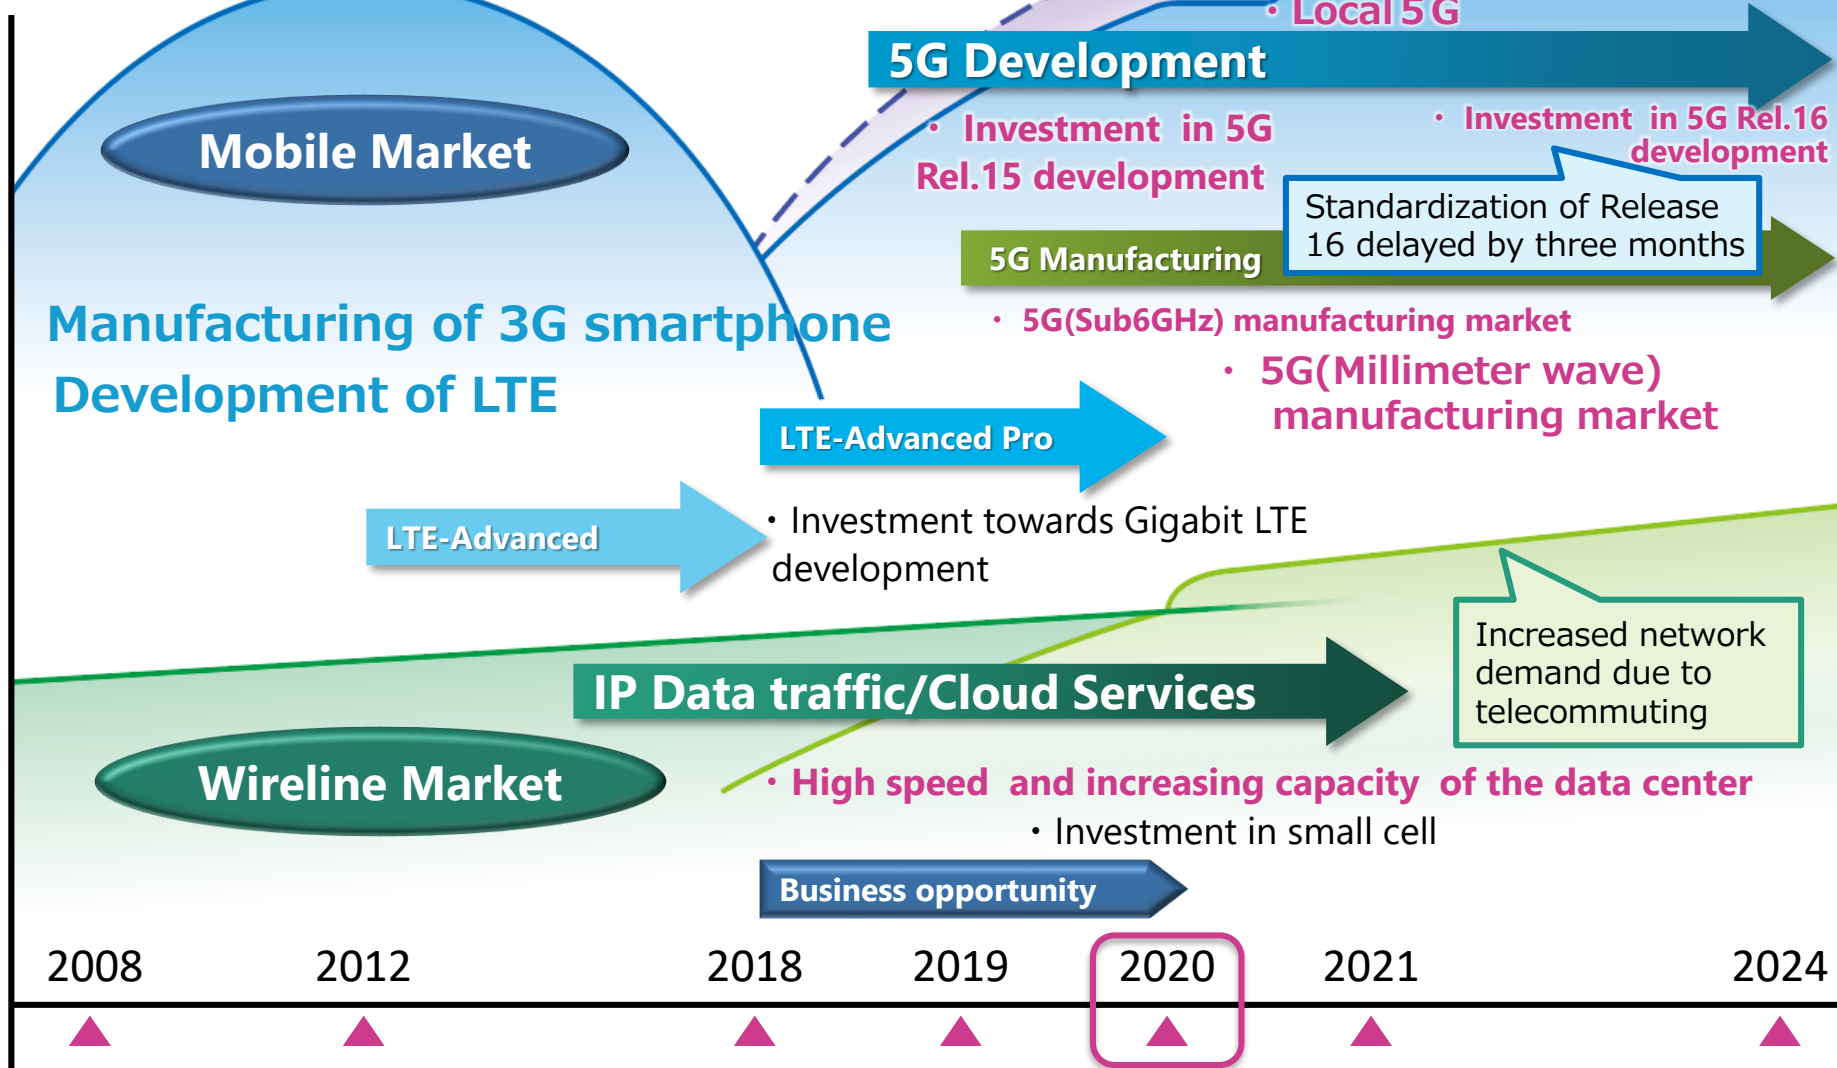 ・Local 5G
5G Development
Mobile Market
・ Investment in 5G
Rel.15 development
・ Investment in 5G Rel.16
development
Standardization of Release
16 delayed by three months
5G Manufacturing
・ 5G(Sub6GHz) manufacturing market
・ 5G(Millimeter wave)
manufacturing market
Manufacturing of 3G smartphone
Development of LTE
LTE-Advanced Pro
LTE-Advanced
・Investment towards Gigabit LTE
development
Increased network
demand due to
telecommuting
IP Data traffic/Cloud Services
Wireline Market
・High speed and increasing capacity of the data center
・Investment in small cell
Business opportunity
2008 2012 2018 2019 2020 2021 2024